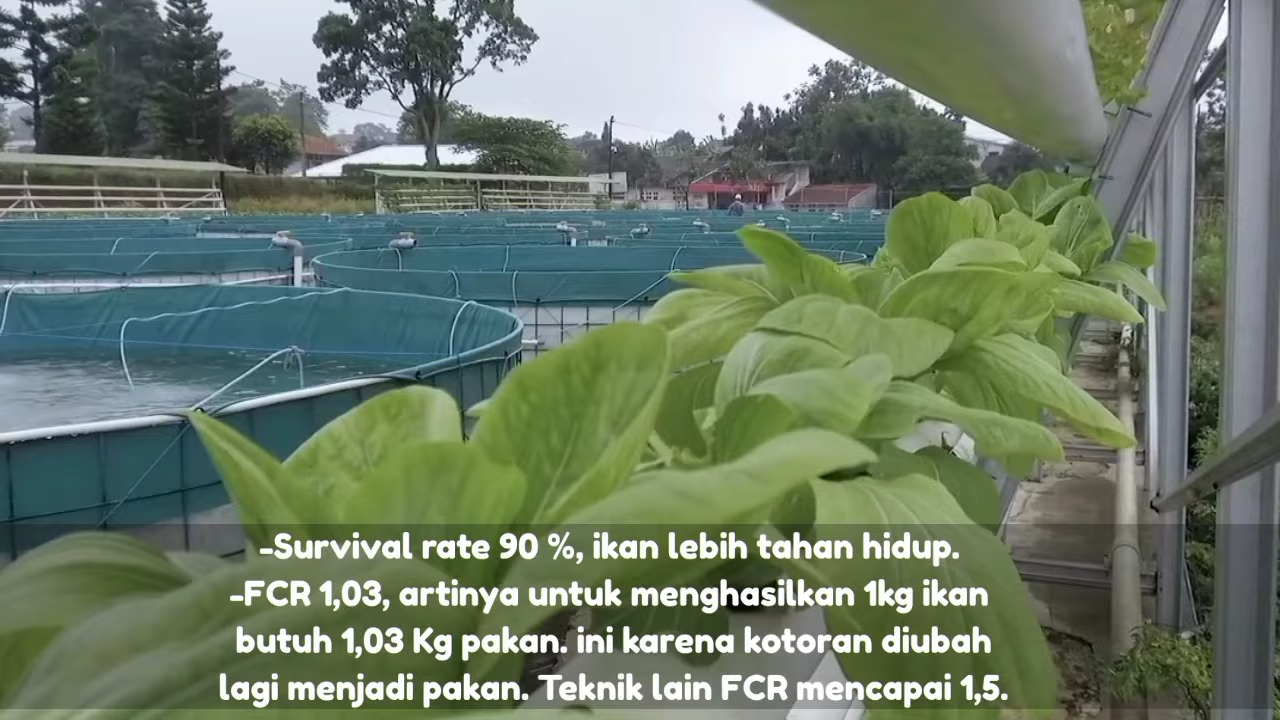 -Survival rate 90 %, ikan lebih tahan hidup.
-FCR 1,03, artinya untuk menghasilkan 1kg ikan
butuh 1,03 Kg pakan. ini karena kotoran diubah
lagi menjadi pakan. Teknik lain FCR mencapai 1,5.